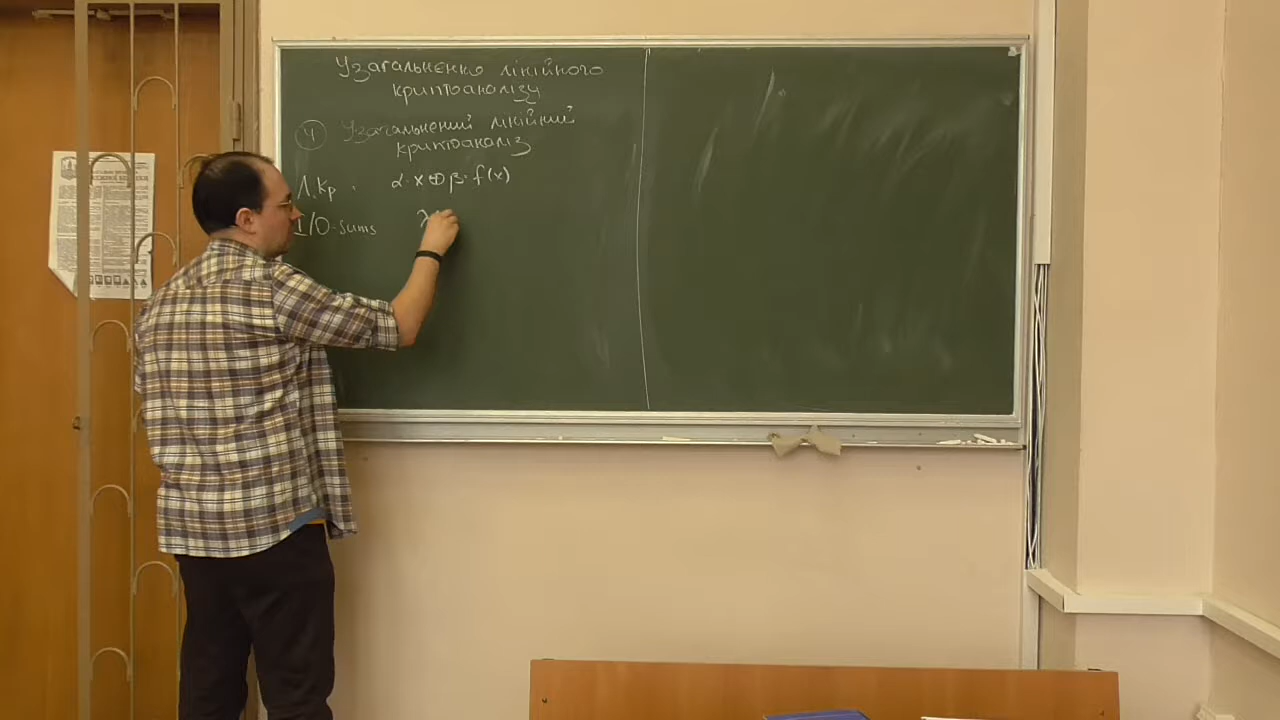 Узагальнення лінійного
криптоаналізу
④ Узагальнений лінійний
криптоаналіз
Л.кр. α·x⊕β·f(x)
I/O-sums